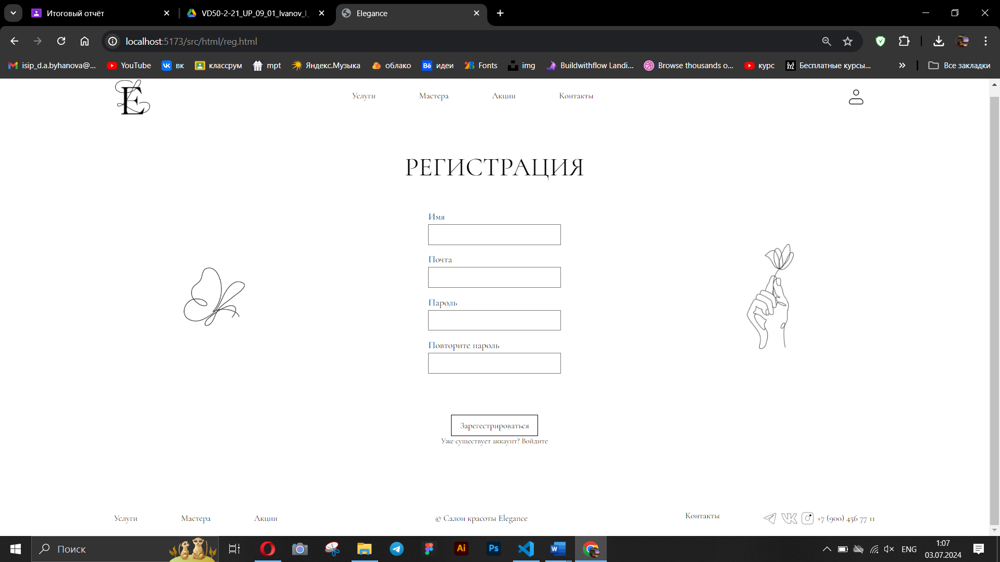 Итоговый отчёт
VD50-2-21_UP_09_01_Ivanov_I_
Elegance
localhost:5173/src/html/reg.html
isip_d.a.byhanova@...
YouTube
вк
классрум
mpt
Яндекс.Музыка
облако
идеи
Fonts
img
Buildwithflow Landi...
Browse thousands o...
курс
Бесплатные курсы...
Все закладки
E
Услуги
Мастера
Акции
Контакты
РЕГИСТРАЦИЯ
Имя
Почта
Пароль
Повторите пароль
Зарегестрироваться
Уже существует аккаунт? Войдите
Услуги
Мастера
Акции
© Салон красоты Elegance
Контакты
+7 (900) 456 77 11
Поиск
Ai
Ps
ENG
1:07
03.07.2024